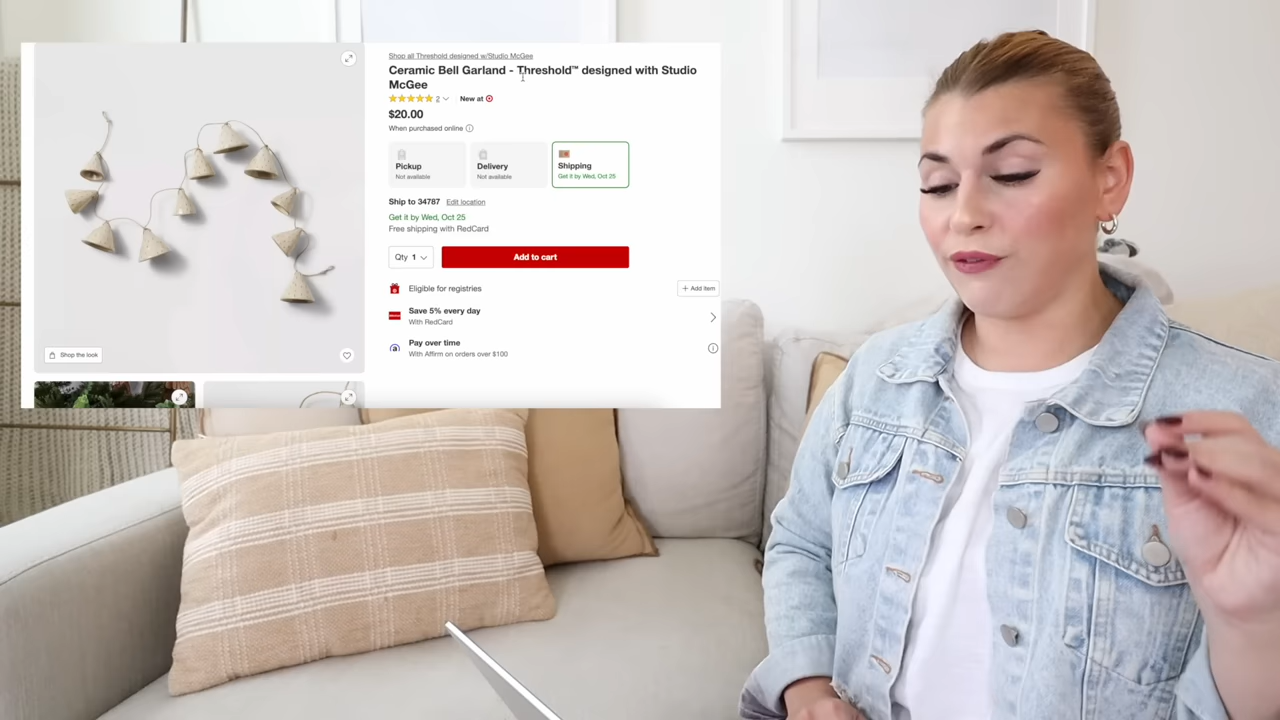 Shop all Threshold designed w/Studio McGee
Ceramic Bell Garland - Threshold™ designed with Studio
McGee
2
New at
$20.00
When purchased online
Pickup
Not available
Delivery
Not available
Shipping
Get it by Wed, Oct 25
Ship to 34787 Edit location
Get it by Wed, Oct 25
Free shipping with RedCard
Qty 1
Add to cart
Eligible for registries
+ Add item
Save 5% every day
With RedCard
Pay over time
With Affirm on orders over $100
Shop the look